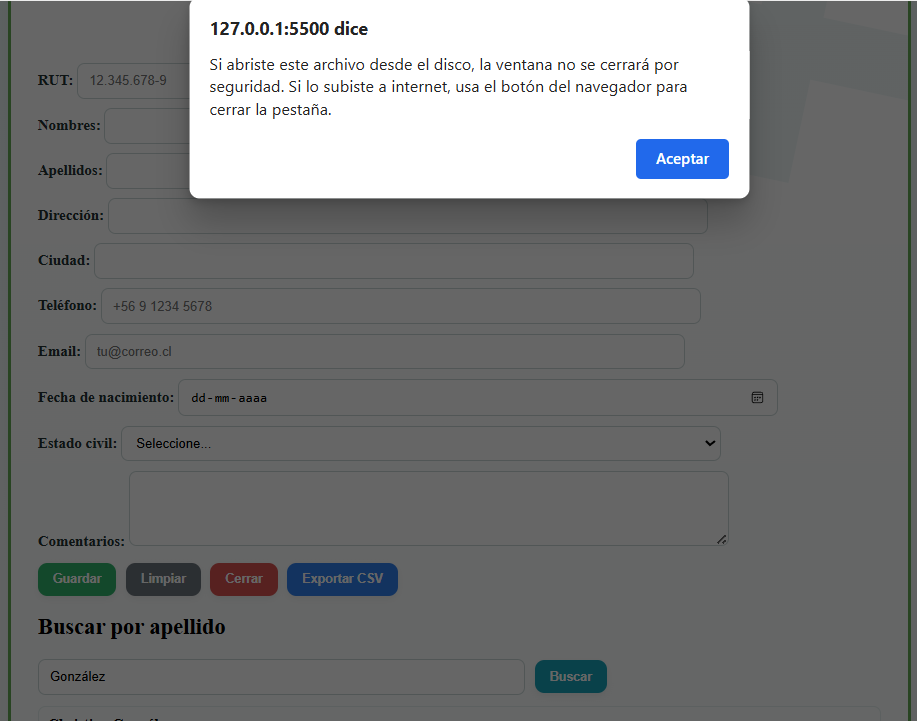 127.0.0.1:5500 dice
Si abriste este archivo desde el disco, la ventana no se cerrará por
seguridad. Si lo subiste a internet, usa el botón del navegador para
cerrar la pestaña.
Aceptar
RUT: 12.345.678-9
Nombres:
Apellidos:
Dirección:
Ciudad:
Teléfono: +56 9 1234 5678
Email: tu@correo.cl
Fecha de nacimiento: dd-mm-aaaa
Estado civil: Seleccione...
Comentarios:
Guardar Limpiar Cerrar Exportar CSV
Buscar por apellido
González Buscar